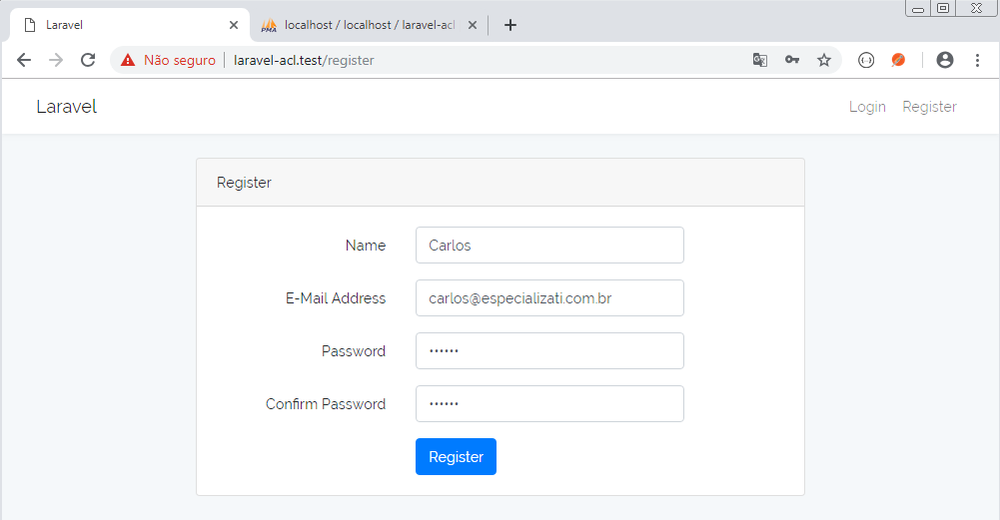 Laravel
PMA localhost / localhost / laravel-acl
Não seguro | laravel-acl.test/register
Laravel Login Register
Register
Name Carlos
E-Mail Address carlos@especializati.com.br
Password ••••••
Confirm Password ••••••
Register